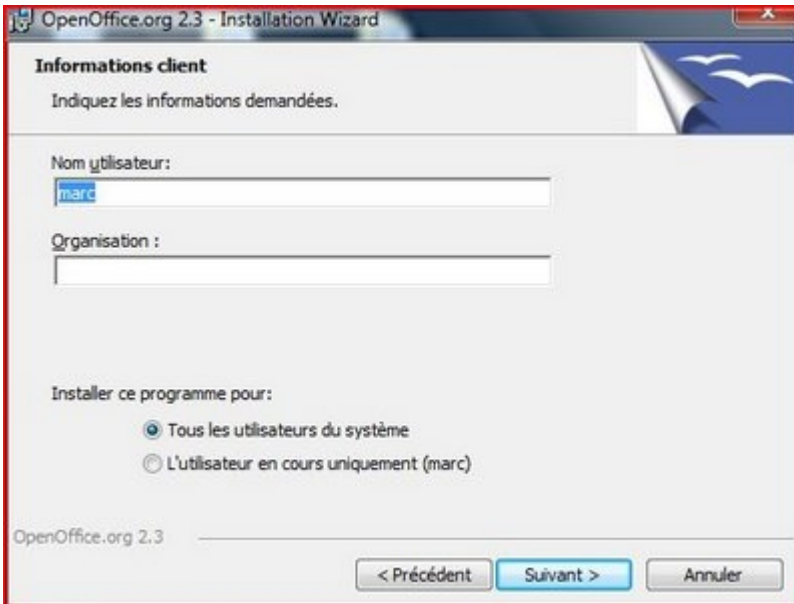 OpenOffice.org 2.3 - Installation Wizard
Informations client
Indiquez les informations demandées.
Nom utilisateur:
marc
Organisation :
Installer ce programme pour:
Tous les utilisateurs du système
L'utilisateur en cours uniquement (marc)
OpenOffice.org 2.3
< Précédent Suivant > Annuler